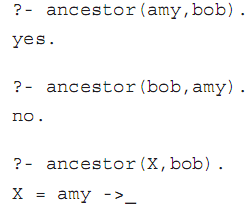 ?- ancestor(amy,bob).
yes.
?- ancestor(bob,amy).
no.
?- ancestor(X,bob).
X = amy ->_